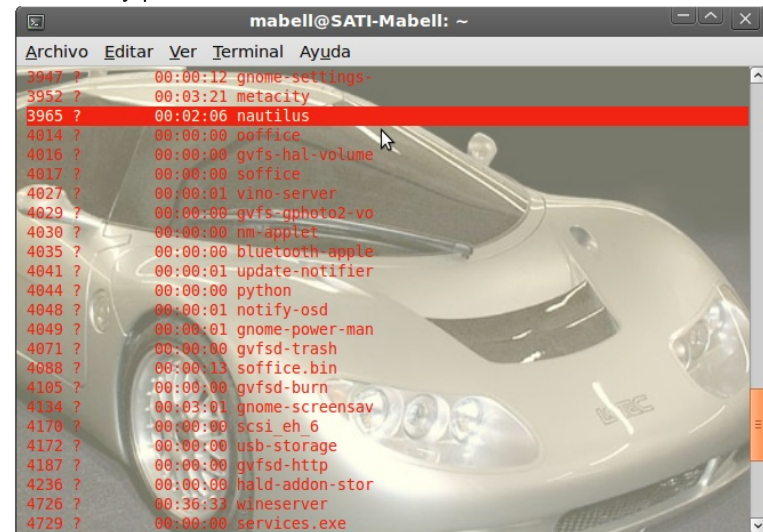 mabell@SATI-Mabell: ~
Archivo Editar Ver Terminal Ayuda
3947 ? 00:00:12 gnome-settings-
3952 ? 00:03:21 metacity
3965 ? 00:02:06 nautilus
4014 ? 00:00:00 ooffice
4016 ? 00:00:00 gvfs-hal-volume
4017 ? 00:00:00 soffice
4027 ? 00:00:01 vino-server
4029 ? 00:00:00 gvfs-gphoto2-vo
4030 ? 00:00:00 nm-applet
4035 ? 00:00:00 bluetooth-apple
4041 ? 00:00:01 update-notifier
4044 ? 00:00:00 python
4048 ? 00:00:01 notify-osd
4049 ? 00:00:01 gnome-power-man
4071 ? 00:00:00 gvfsd-trash
4088 ? 00:00:13 soffice.bin
4105 ? 00:00:00 gvfsd-burn
4134 ? 00:03:01 gnome-screensav
4170 ? 00:00:00 scsi_eh_6
4172 ? 00:00:00 usb-storage
4187 ? 00:00:00 gvfsd-http
4236 ? 00:00:00 hald-addon-stor
4726 ? 00:36:33 wineserver
4729 ? 00:00:00 services.exe